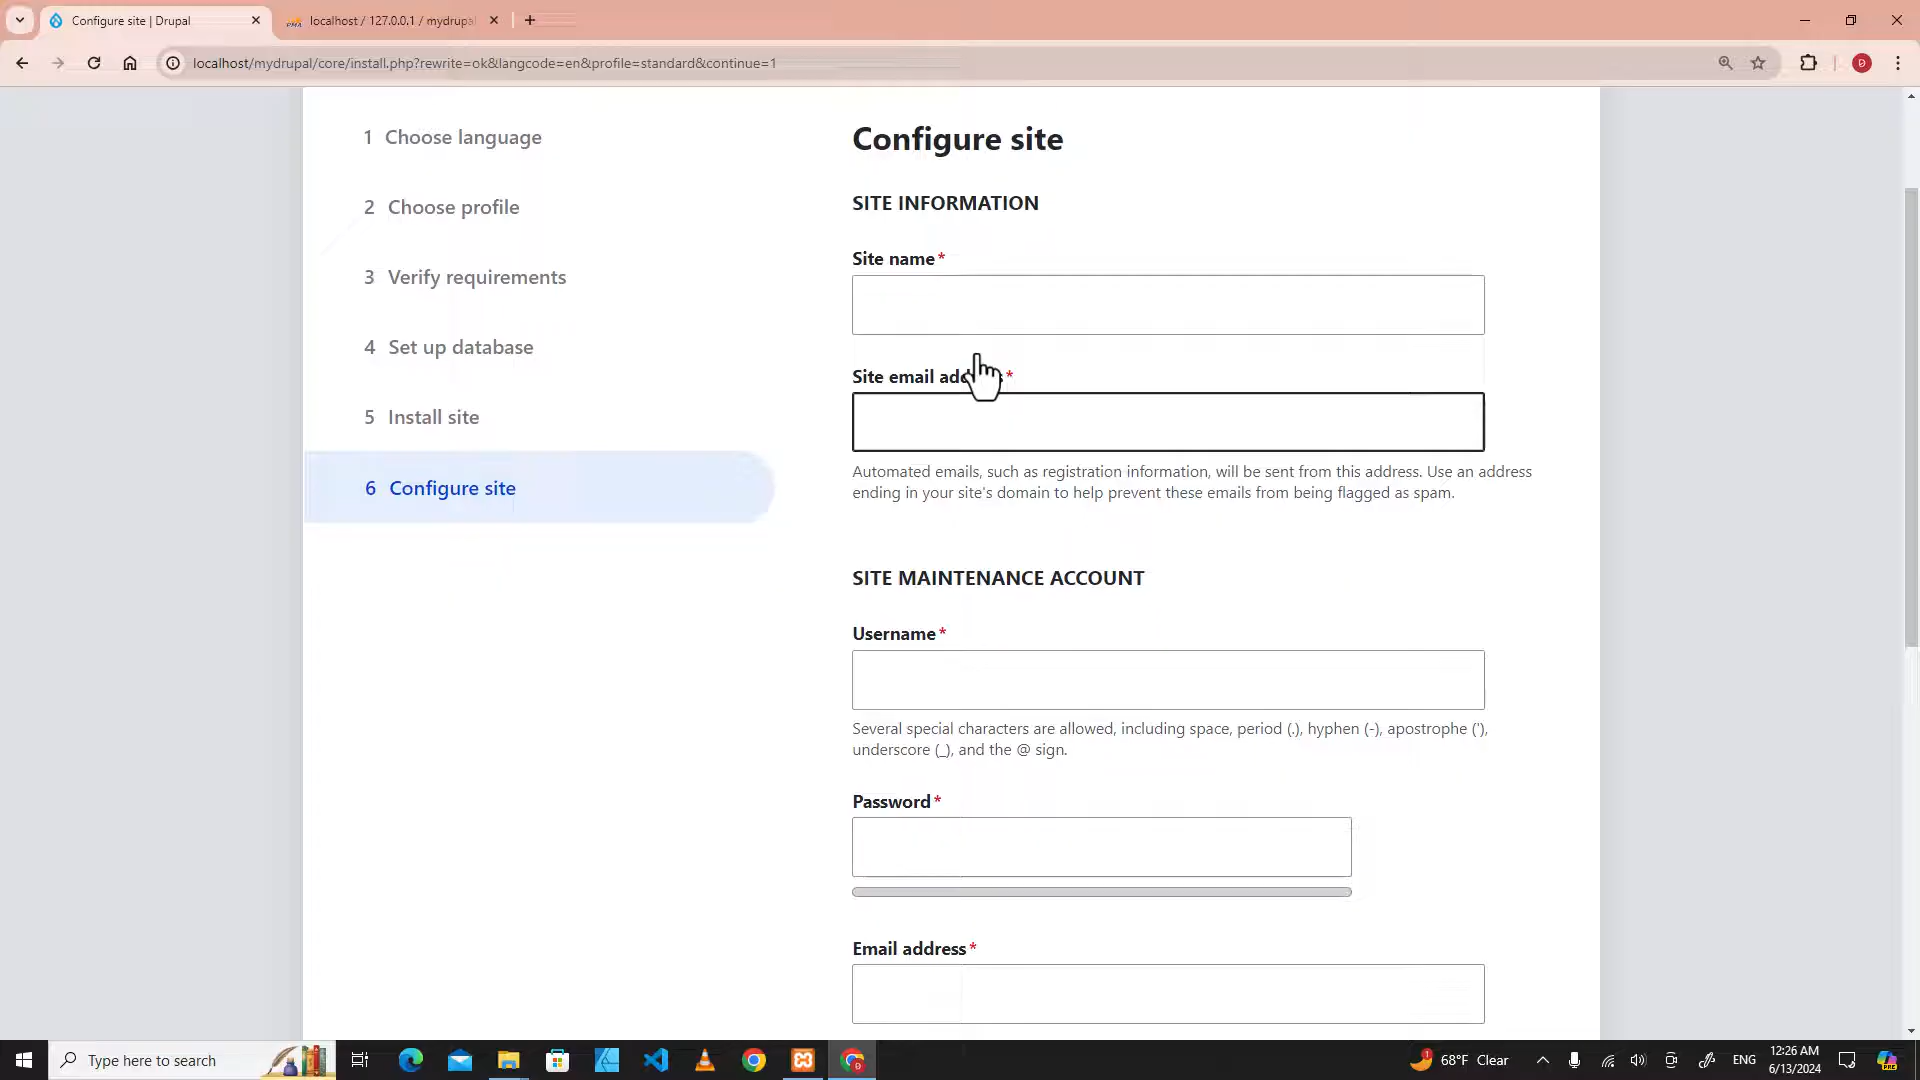 Configure site | Drupal
localhost / 127.0.0.1 / mydrupal
localhost/mydrupal/core/install.php?rewrite=ok&langcode=en&profile=standard&continue=1
1 Choose language
2 Choose profile
3 Verify requirements
4 Set up database
5 Install site
6 Configure site
Configure site
SITE INFORMATION
Site name*
Site email address*
Automated emails, such as registration information, will be sent from this address. Use an address
ending in your site's domain to help prevent these emails from being flagged as spam.
SITE MAINTENANCE ACCOUNT
Username*
Several special characters are allowed, including space, period (.), hyphen (-), apostrophe ('),
underscore (_), and the @ sign.
Password*
Email address*
Type here to search
68°F Clear
ENG
12:26 AM
6/13/2024